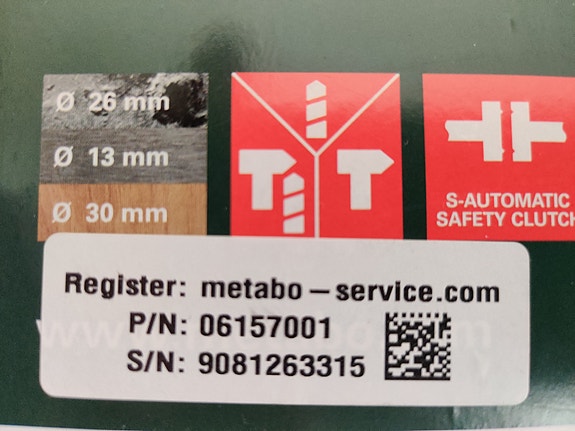 Ø 26 mm
Ø 13 mm
Ø 30 mm
S-AUTOMATIC
SAFETY CLUTCH
Register: metabo-service.com
P/N: 06157001
S/N: 9081263315